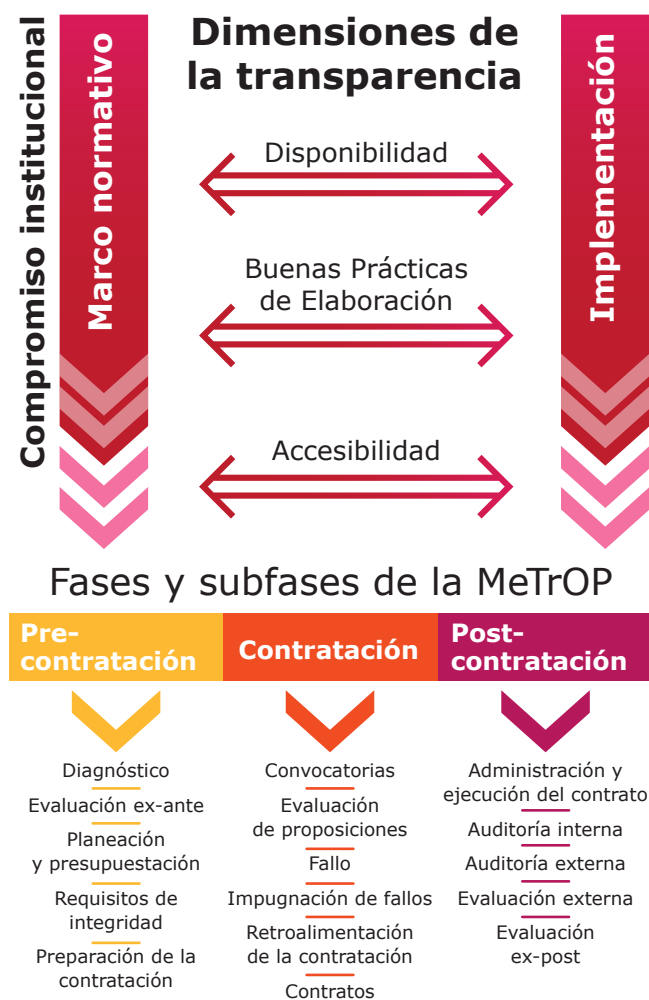 Compromiso institucional
Marco normativo
Dimensiones de
la transparencia
Disponibilidad
Buenas Prácticas
de Elaboración
Accesibilidad
Implementación
Fases y subfases de la MeTrOP
Pre-
contratación
Diagnóstico
Evaluación ex-ante
Planeación
y presupuestación
Requisitos de
integridad
Preparación de la
contratación
Contratación
Convocatorias
Evaluación
de proposiciones
Fallo
Impugnación de fallos
Retroalimentación
de la contratación
Contratos
Post-
contratación
Administración y
ejecución del contrato
Auditoría interna
Auditoría externa
Evaluación externa
Evaluación
ex-post